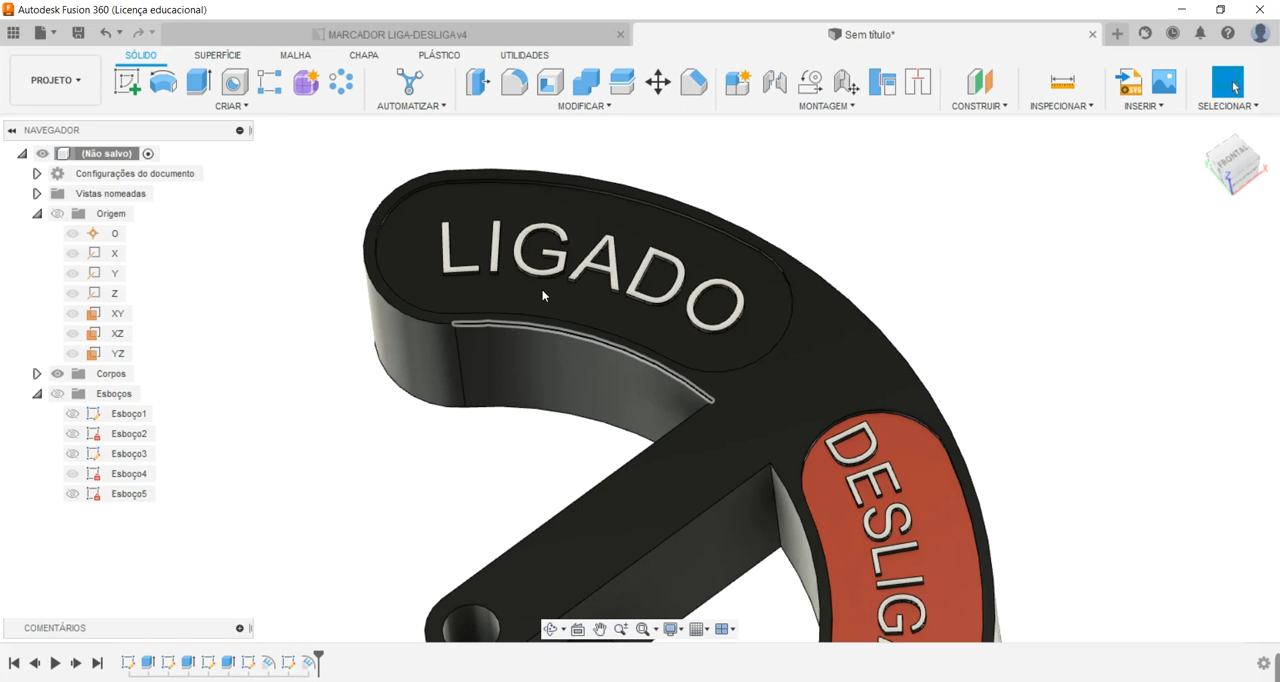 Autodesk Fusion 360 (Licença educacional)
MARCADOR LIGA-DESLIGAv4
Sem título*
SÓLIDO SUPERFÍCIE MALHA CHAPA PLÁSTICO UTILIDADES
PROJETO
CRIAR AUTOMATIZAR MODIFICAR MONTAGEM CONSTRUIR INSPECIONAR INSERIR SELECIONAR
NAVEGADOR
(Não salvo)
Configurações do documento
Vistas nomeadas
Origem
O
X
Y
Z
XY
XZ
YZ
Corpos
Esboços
Esboço1
Esboço2
Esboço3
Esboço4
Esboço5
FRONTAL
Z
X
LIGADO
DESLIGA
COMENTÁRIOS